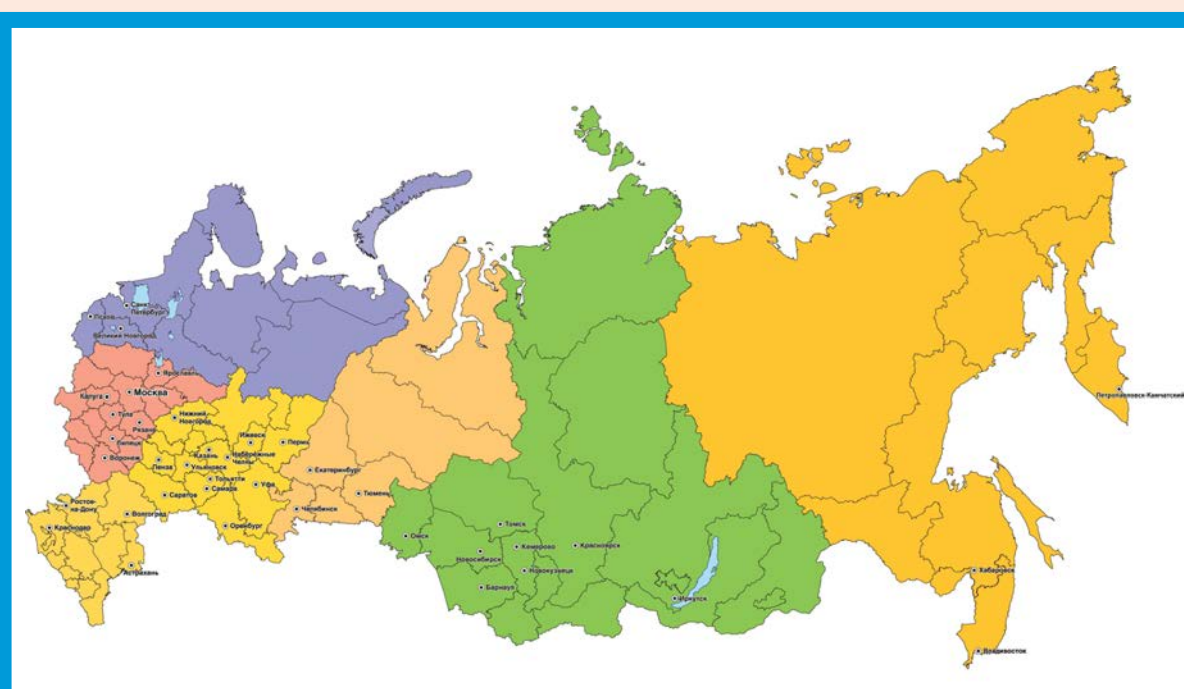 Санкт-
Петербург
Псков
Великий Новгород
Ярославль
Москва
Калуга
Тула
Рязань
Липецк
Воронеж
Нижний
Новгород
Ижевск
Пермь
Казань
Набережные
Челны
Пенза
Ульяновск
Тольятти
Самара
Уфа
Саратов
Оренбург
Екатеринбург
Тюмень
Челябинск
Ростов-
на-Дону
Волгоград
Краснодар
Астрахань
Омск
Томск
Новосибирск
Кемерово
Красноярск
Новокузнецк
Барнаул
Иркутск
Петропавловск-Камчатский
Хабаровск
Владивосток